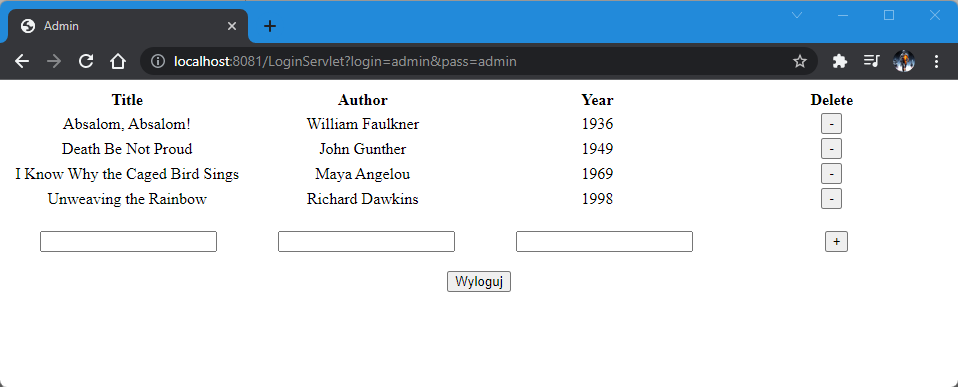 Admin
localhost:8081/LoginServlet?login=admin&pass=admin
Title Author Year Delete
Absalom, Absalom! William Faulkner 1936 -
Death Be Not Proud John Gunther 1949 -
I Know Why the Caged Bird Sings Maya Angelou 1969 -
Unweaving the Rainbow Richard Dawkins 1998 -
+
Wyloguj